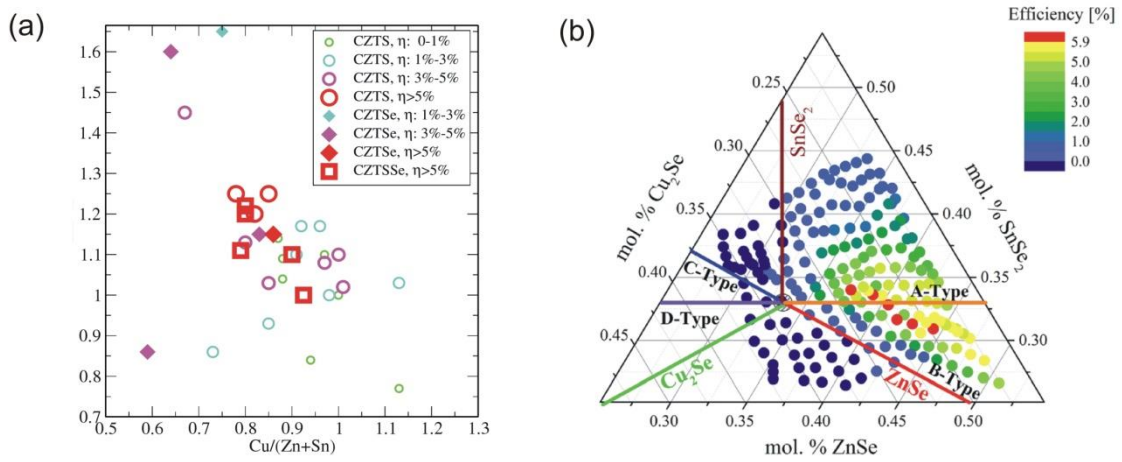 (a)
1.6
1.5
1.4
1.3
1.2
1.1
1
0.9
0.8
0.7
0.5 0.6 0.7 0.8 0.9 1 1.1 1.2 1.3
Cu/(Zn+Sn)
CZTS, η: 0-1%
CZTS, η: 1%-3%
CZTS, η: 3%-5%
CZTS, η>5%
CZTSe, η: 1%-3%
CZTSe, η: 3%-5%
CZTSe, η>5%
CZTSSe, η>5%
(b)
Efficiency [%]
5.9
5.0
4.0
3.0
2.0
1.0
0.0
0.25
0.30
0.35
0.40
0.45
mol. % Cu₂Se
0.50
0.45
0.40
0.35
0.30
mol. % SnSe₂
SnSe₂
C-Type
D-Type
A-Type
B-Type
Cu₂Se
ZnSe
0.30 0.35 0.40 0.45 0.50
mol. % ZnSe